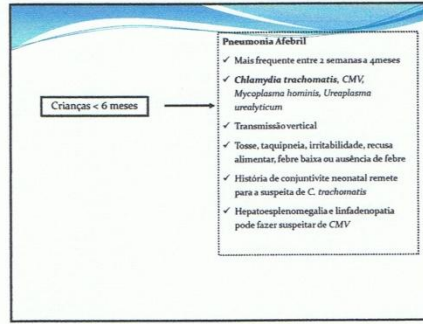 Pneumonia Afebril
✓ Mais frequente entre 2 semanas a 4meses
✓ Chlamydia trachomatis, CMV,
Mycoplasma hominis, Ureaplasma
urealyticum
Crianças < 6 meses
✓ Transmissão vertical
✓ Tosse, taquipneia, irritabilidade, recusa
alimentar, febre baixa ou ausência de febre
✓ História de conjuntivite neonatal remete
para a suspeita de C. trachomatis
✓ Hepatoesplenomegalia e linfadenopatia
pode fazer suspeitar de CMV